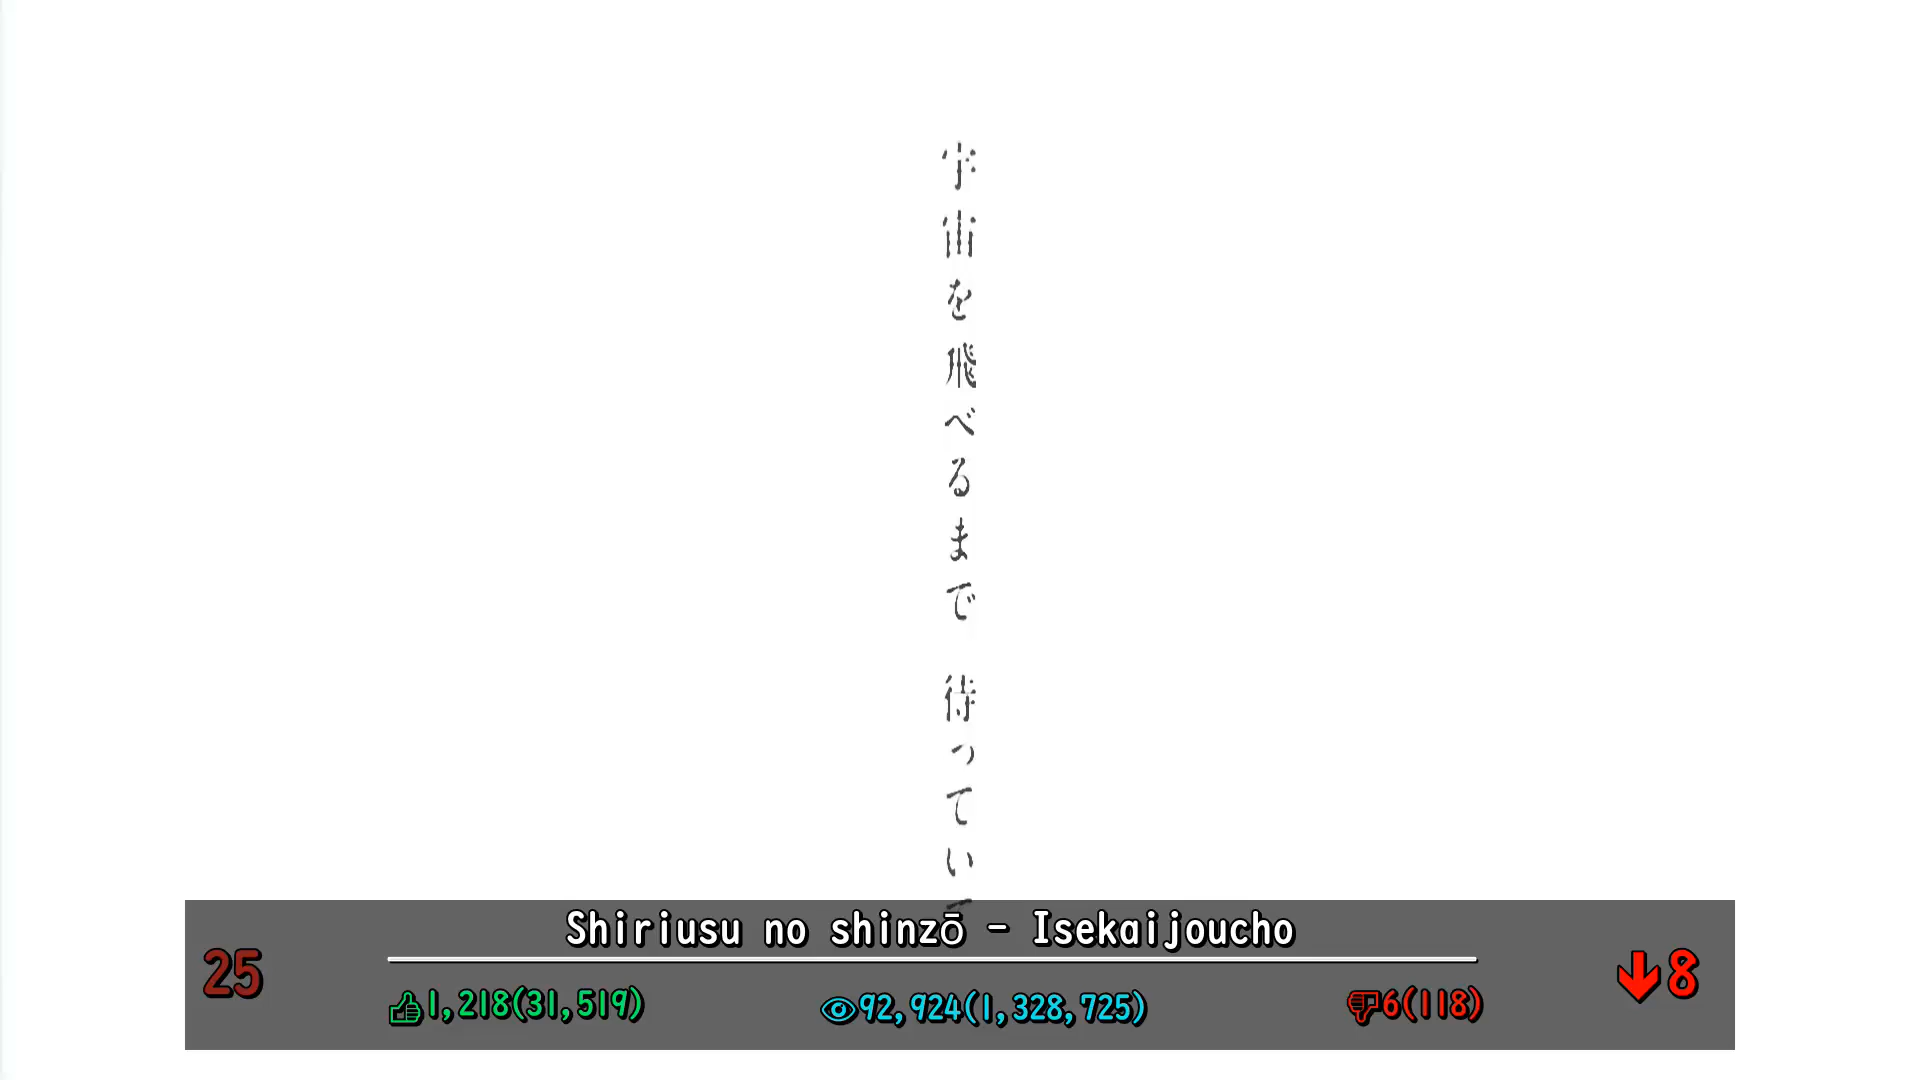 宇宙を飛べるまで 待ってい
Shiriusu no shinzō - Isekaijoucho
25
1,218(31,519)
92,924(1,328,725)
6(118)
8